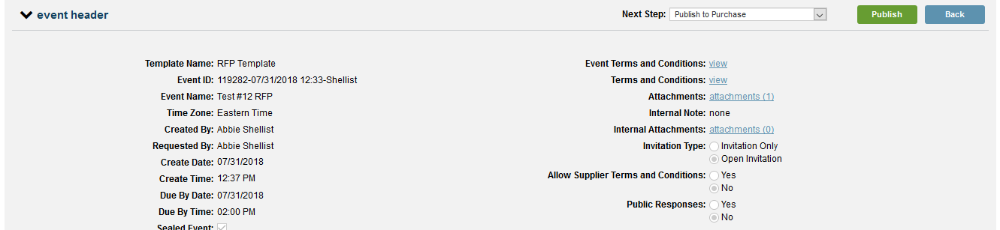 event header
Next Step: Publish to Purchase
Publish
Back
Template Name: RFP Template
Event ID: 119282-07/31/2018 12:33-Shellist
Event Name: Test #12 RFP
Time Zone: Eastern Time
Created By: Abbie Shellist
Requested By: Abbie Shellist
Create Date: 07/31/2018
Create Time: 12:37 PM
Due By Date: 07/31/2018
Due By Time: 02:00 PM
Sealed Event:
Event Terms and Conditions: view
Terms and Conditions: view
Attachments: attachments (1)
Internal Note: none
Internal Attachments: attachments (0)
Invitation Type: Invitation Only
Open Invitation
Allow Supplier Terms and Conditions: Yes
No
Public Responses: Yes
No